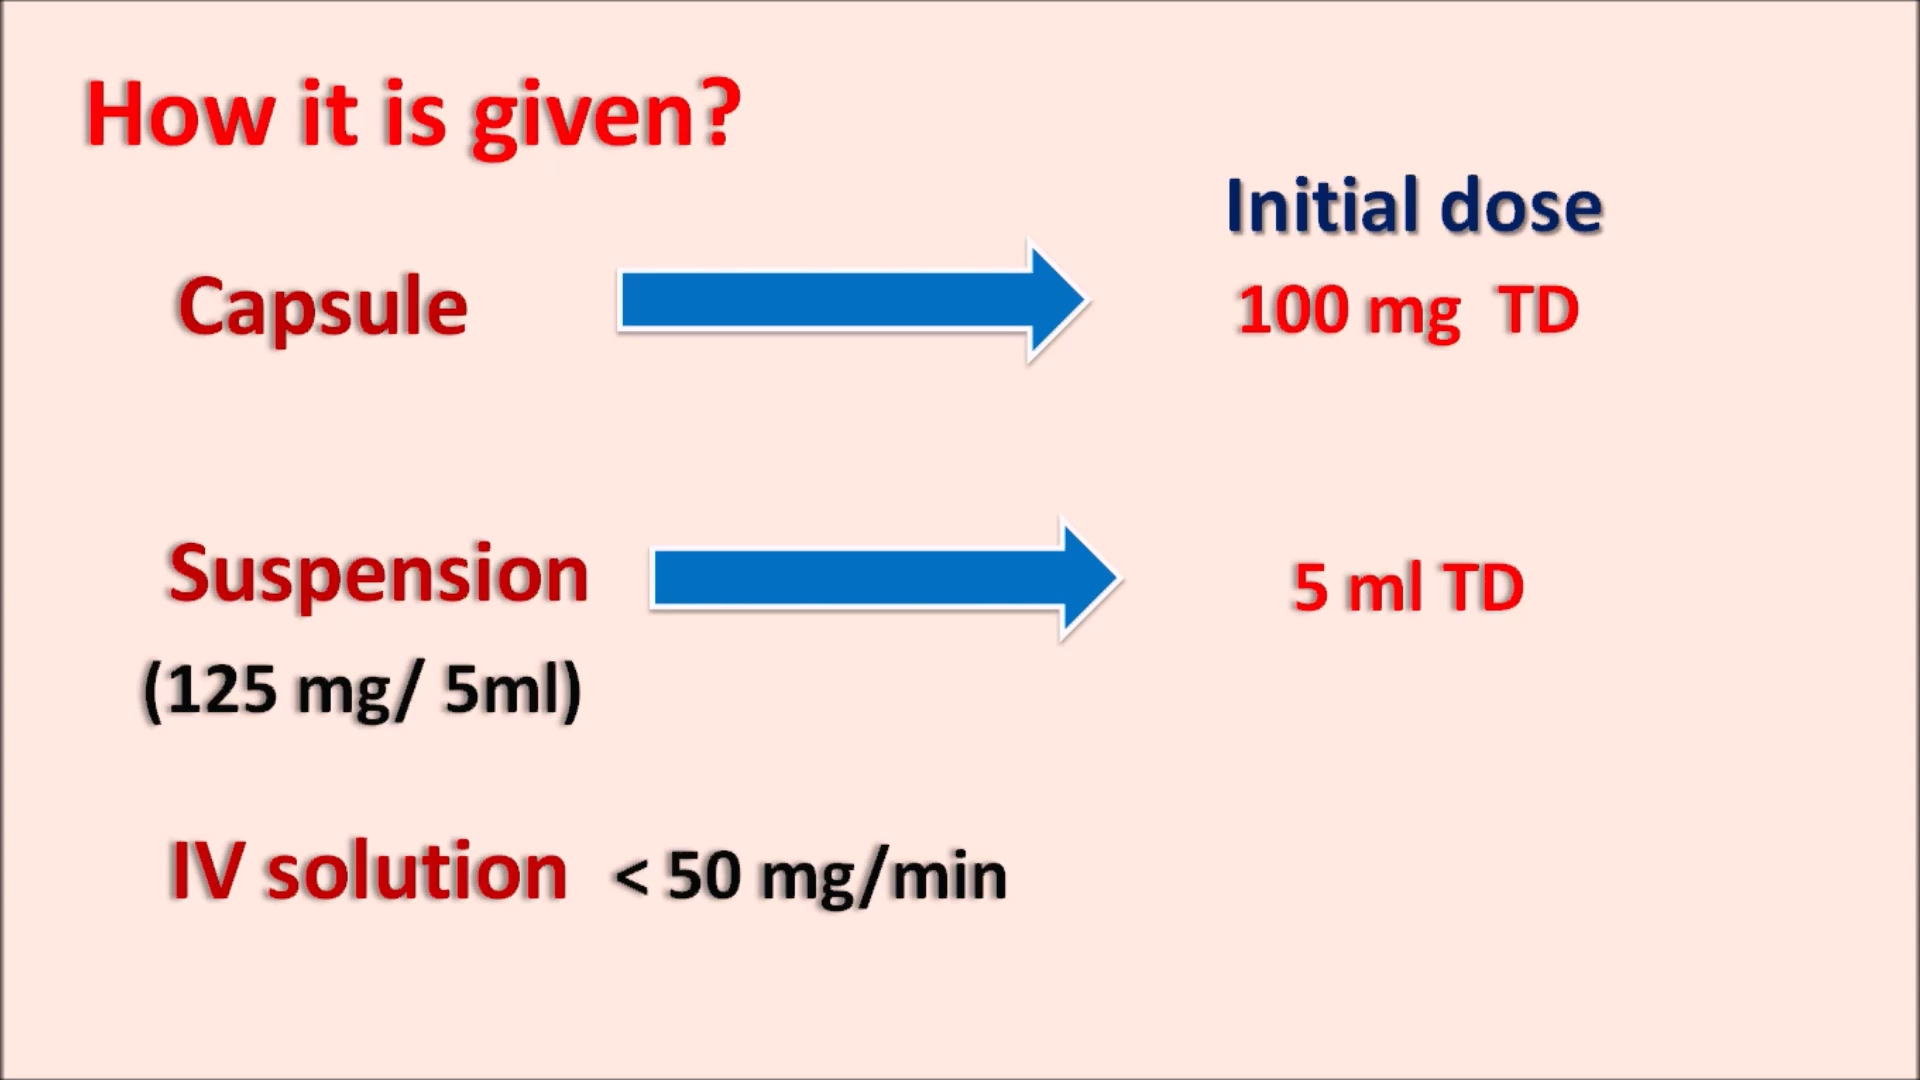 How it is given?
Initial dose
Capsule
100 mg TD
Suspension
5 ml TD
(125 mg/ 5ml)
IV solution < 50 mg/min